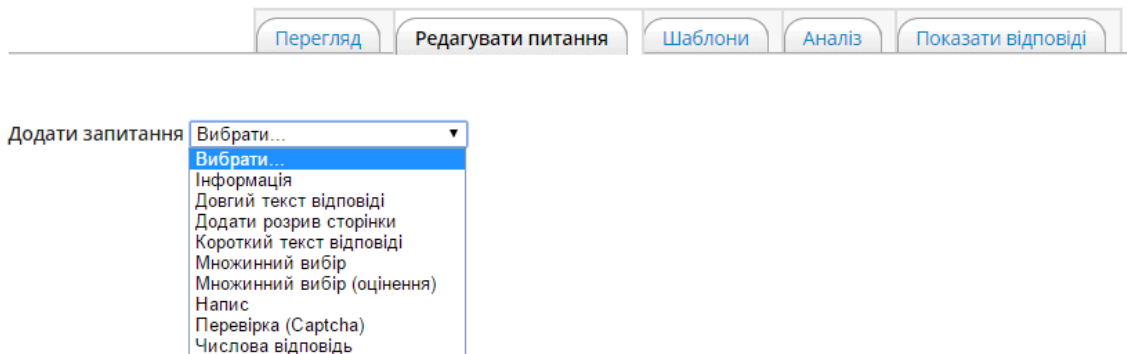 Перегляд Редагувати питання Шаблони Аналіз Показати відповіді
Додати запитання Вибрати...
Вибрати...
Інформація
Довгий текст відповіді
Додати розрив сторінки
Короткий текст відповіді
Множинний вибір
Множинний вибір (оцінення)
Напис
Перевірка (Captcha)
Числова відповідь